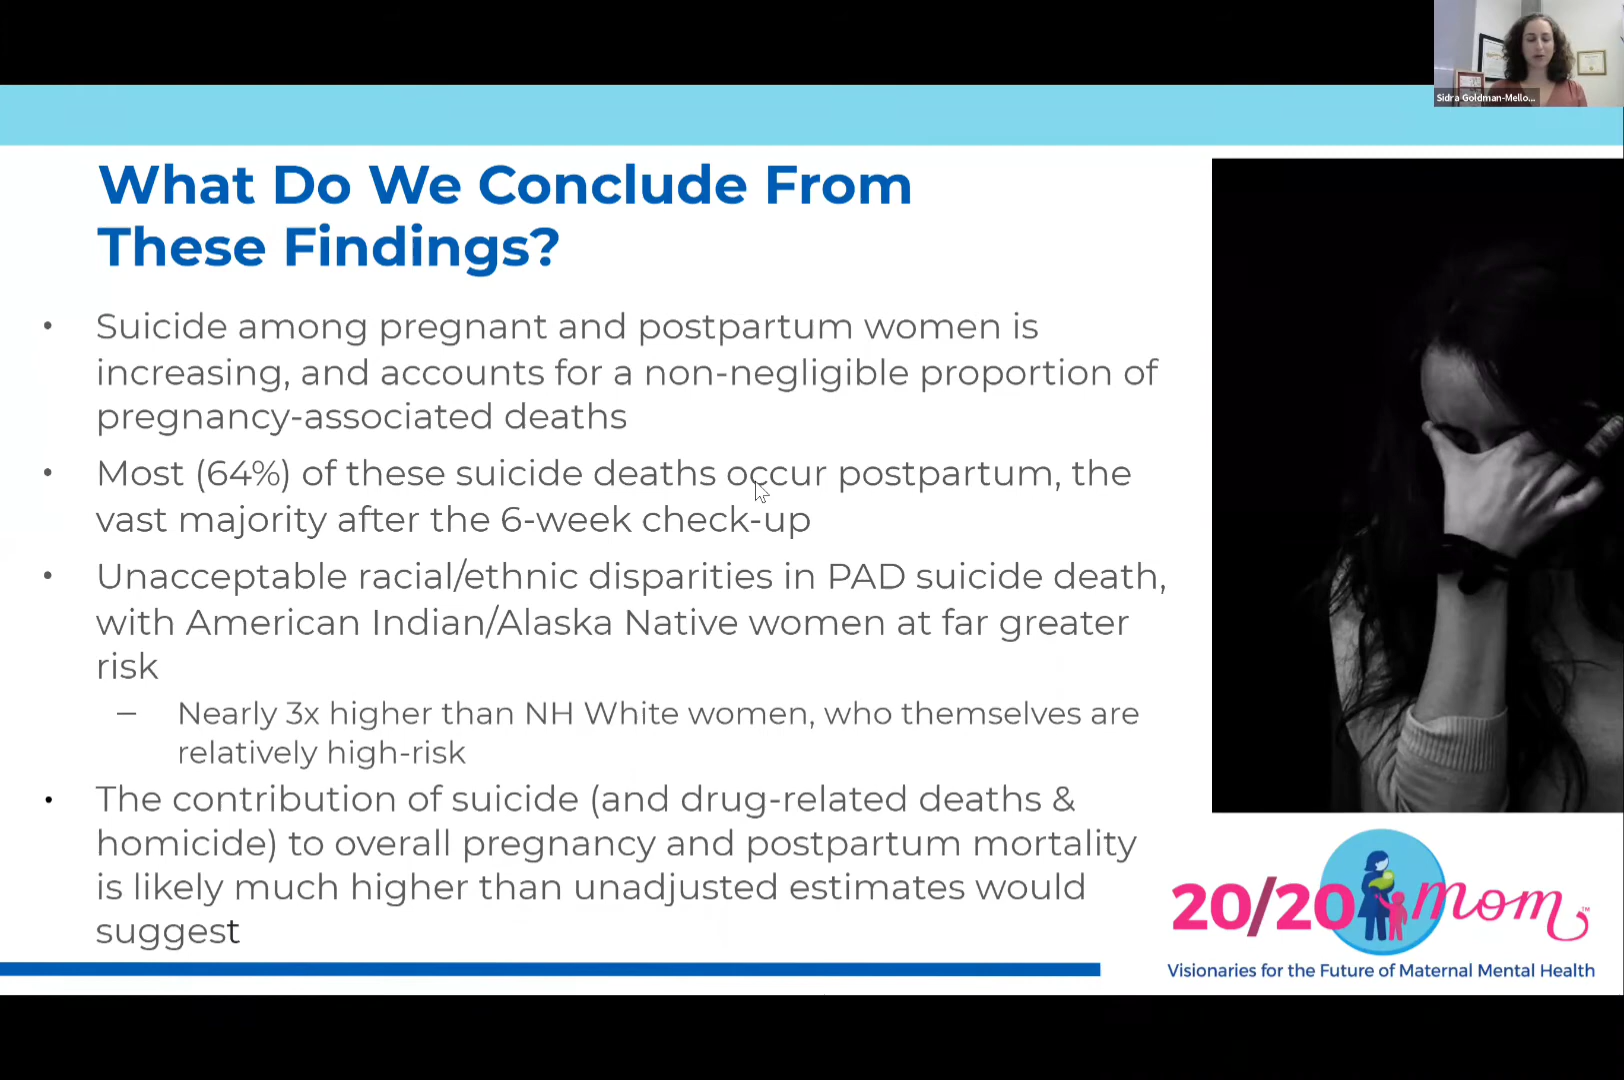 Sidra Goldman-Mello...
What Do We Conclude From
These Findings?
• Suicide among pregnant and postpartum women is
increasing, and accounts for a non-negligible proportion of
pregnancy-associated deaths
• Most (64%) of these suicide deaths occur postpartum, the
vast majority after the 6-week check-up
• Unacceptable racial/ethnic disparities in PAD suicide death,
with American Indian/Alaska Native women at far greater
risk
– Nearly 3x higher than NH White women, who themselves are
relatively high-risk
• The contribution of suicide (and drug-related deaths &
homicide) to overall pregnancy and postpartum mortality
is likely much higher than unadjusted estimates would
suggest
20/20 mom™
Visionaries for the Future of Maternal Mental Health